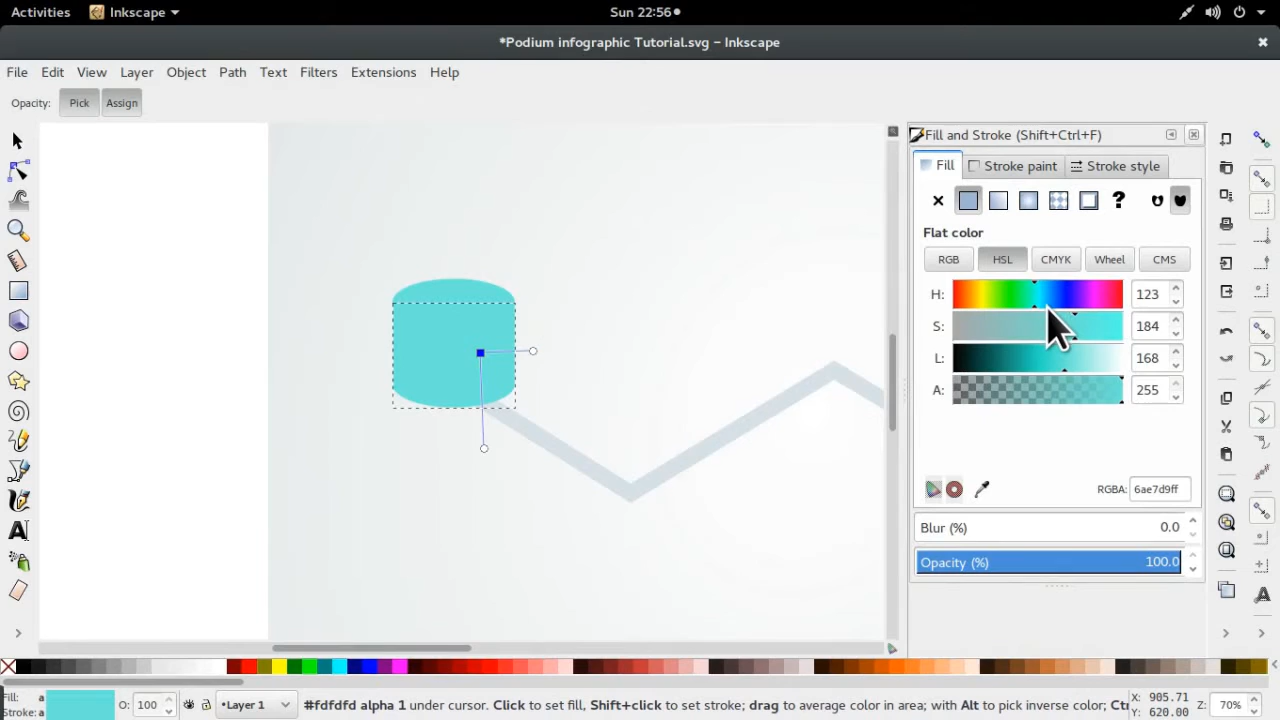 Activities Inkscape Sun 22:56
*Podium infographic Tutorial.svg – Inkscape
File Edit View Layer Object Path Text Filters Extensions Help
Opacity: Pick Assign
Fill and Stroke (Shift+Ctrl+F)
Fill Stroke paint Stroke style
Flat color
RGB HSL CMYK Wheel CMS
H: 123
S: 184
L: 168
A: 255
RGBA: 6ae7d9ff
Blur (%) 0.0
Opacity (%) 100.0
Fill: a
Stroke: a
O: 100
•Layer 1
#fdfdfd alpha 1 under cursor. Click to set fill, Shift+click to set stroke; drag to average color in area; with Alt to pick inverse color;
X: 905.71
Y: 620.00
Z: 70%